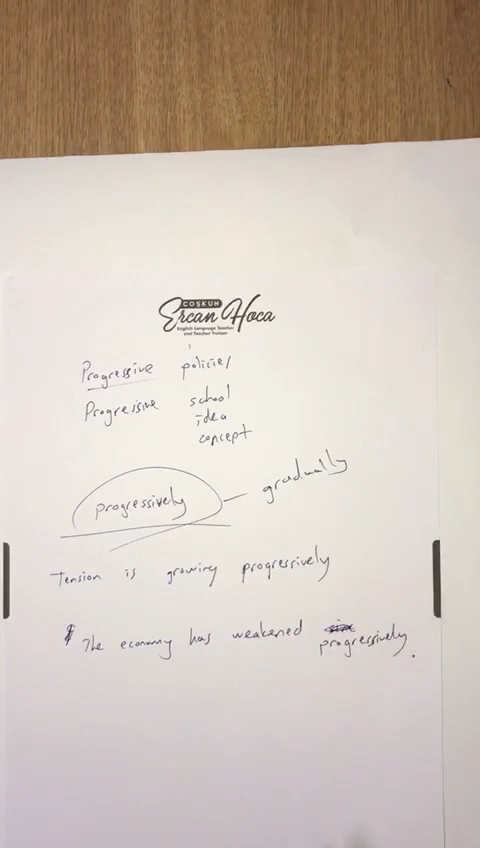 COŞKUN
Ercan Hoca
English Language Teacher
and Teacher Trainer
Progressive policies
Progressive school
idea
concept
progressively — gradually
Tension is growing progressively
The economy has weakened progressively.